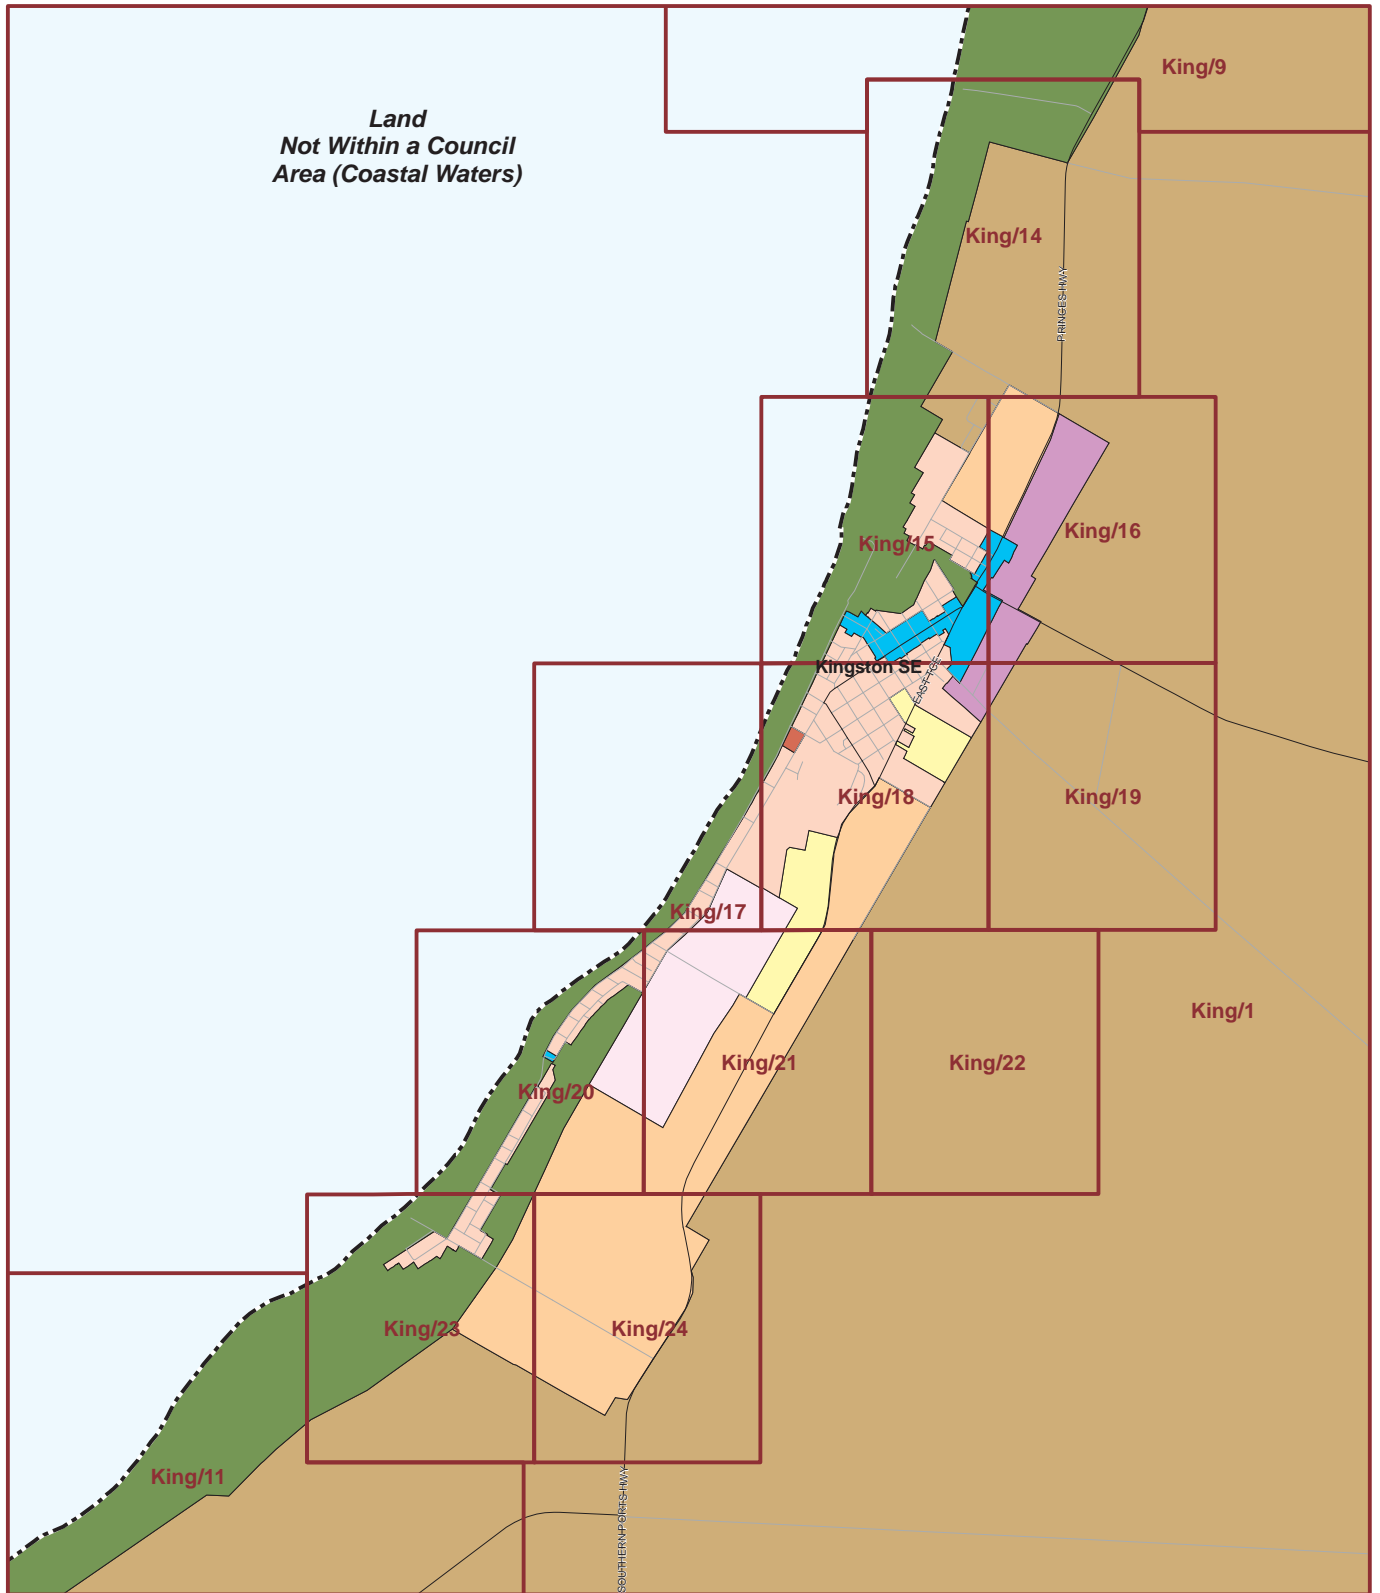 King/9
Land
Not Within a Council
Area (Coastal Waters)
King/14
PRINCES HWY
King/16
King/15
Kingston SE
EAST TCE
King/18
King/19
King/17
King/1
King/21
King/22
King/20
King/23
King/24
King/11
SOUTHERN PORTS HWY